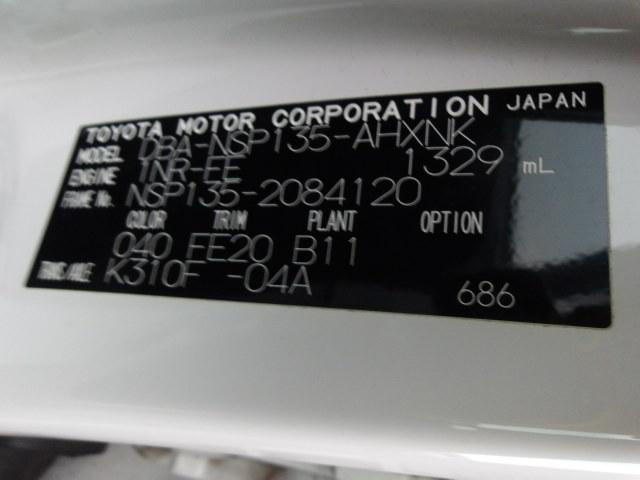 TOYOTA MOTOR CORPORATION JAPAN
MODEL DBA-NSP135-AHXNK
ENGINE 1NR-FE 1329 mL
FRAME No. NSP135-2084120
COLOR TRIM PLANT OPTION
040 FE20 B11
TRANS/AXLE K310F -04A
686